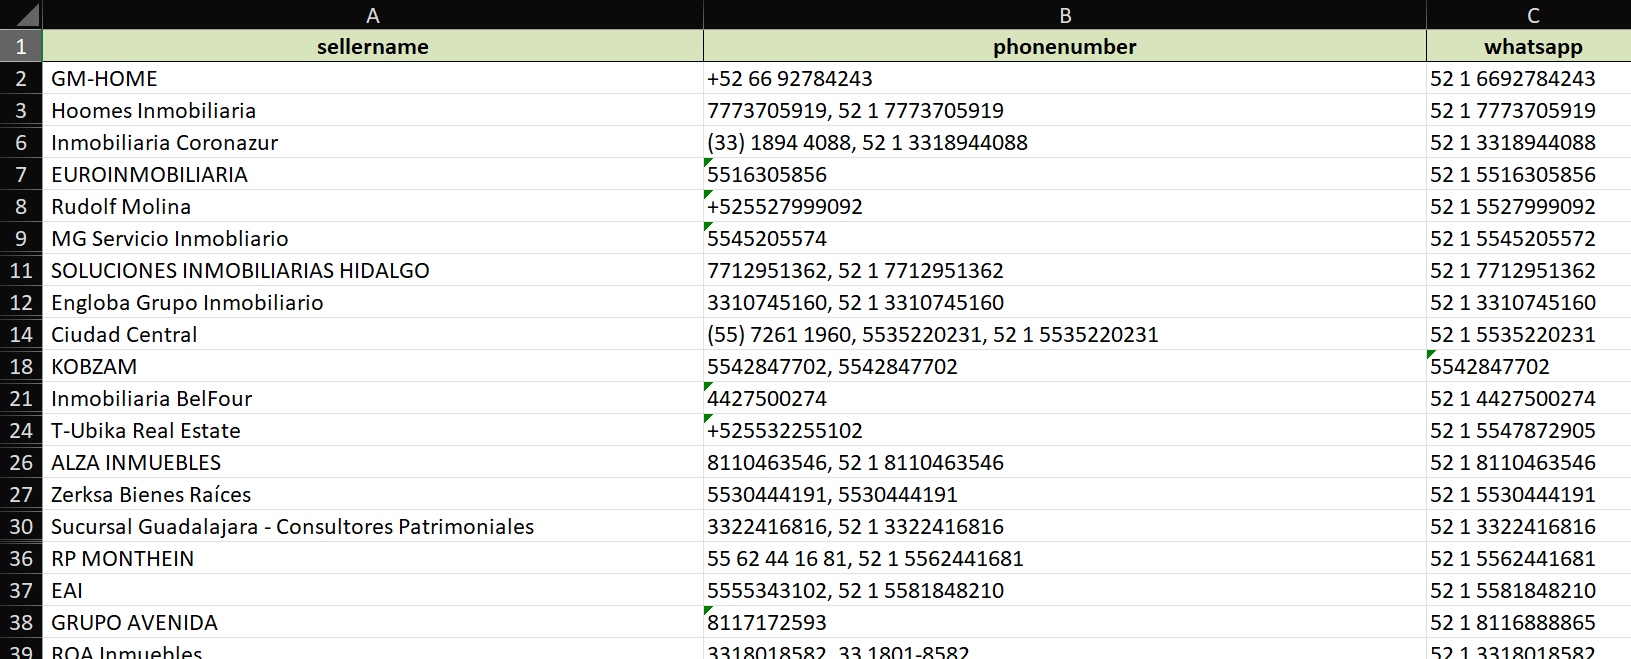 A B C
1 sellername phonenumber whatsapp
2 GM-HOME +52 66 92784243 52 1 6692784243
3 Hoomes Inmobiliaria 7773705919, 52 1 7773705919 52 1 7773705919
6 Inmobiliaria Coronazur (33) 1894 4088, 52 1 3318944088 52 1 3318944088
7 EUROINMOBILIARIA 5516305856 52 1 5516305856
8 Rudolf Molina +525527999092 52 1 5527999092
9 MG Servicio Inmobliario 5545205574 52 1 5545205572
11 SOLUCIONES INMOBILIARIAS HIDALGO 7712951362, 52 1 7712951362 52 1 7712951362
12 Engloba Grupo Inmobiliario 3310745160, 52 1 3310745160 52 1 3310745160
14 Ciudad Central (55) 7261 1960, 5535220231, 52 1 5535220231 52 1 5535220231
18 KOBZAM 5542847702, 5542847702 5542847702
21 Inmobiliaria BelFour 4427500274 52 1 4427500274
24 T-Ubika Real Estate +525532255102 52 1 5547872905
26 ALZA INMUEBLES 8110463546, 52 1 8110463546 52 1 8110463546
27 Zerksa Bienes Raíces 5530444191, 5530444191 52 1 5530444191
30 Sucursal Guadalajara - Consultores Patrimoniales 3322416816, 52 1 3322416816 52 1 3322416816
36 RP MONTHEIN 55 62 44 16 81, 52 1 5562441681 52 1 5562441681
37 EAI 5555343102, 52 1 5581848210 52 1 5581848210
38 GRUPO AVENIDA 8117172593 52 1 8116888865
39 ROA Inmuebles 3318018582, 33 1801-8582 52 1 3318018582